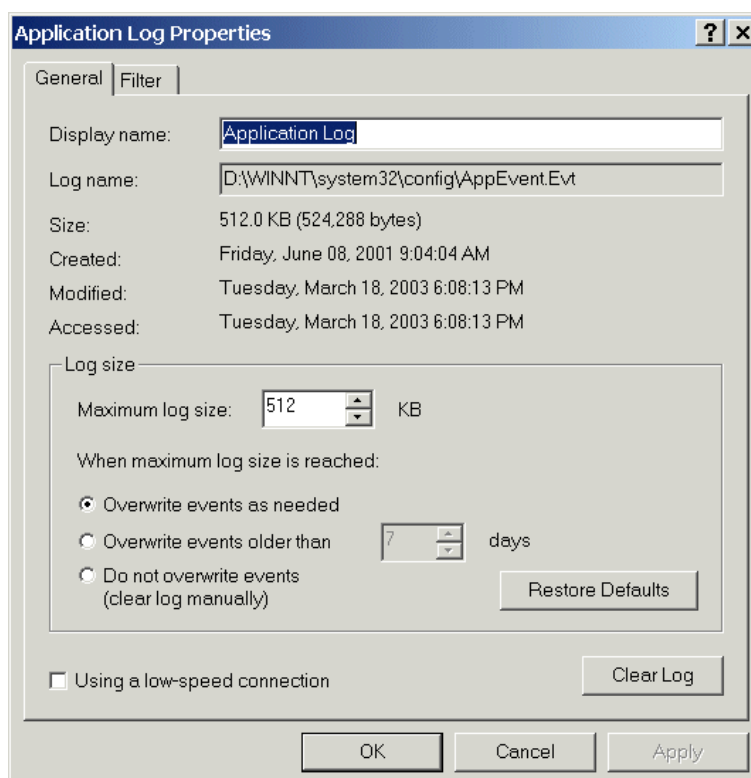 Application Log Properties
General Filter
Display name: Application Log
Log name: D:\WINNT\system32\config\AppEvent.Evt
Size: 512.0 KB (524,288 bytes)
Created: Friday, June 08, 2001 9:04:04 AM
Modified: Tuesday, March 18, 2003 6:08:13 PM
Accessed: Tuesday, March 18, 2003 6:08:13 PM
Log size
Maximum log size: 512 KB
When maximum log size is reached:
Overwrite events as needed
Overwrite events older than 7 days
Do not overwrite events
(clear log manually)
Restore Defaults
Using a low-speed connection
Clear Log
OK Cancel Apply